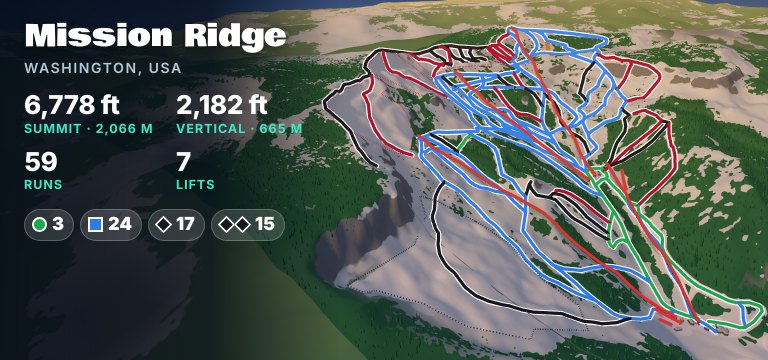 Mission Ridge
WASHINGTON, USA
6,778 ft 2,182 ft
SUMMIT · 2,066 M VERTICAL · 665 M
59 7
RUNS LIFTS
3 24 17 15